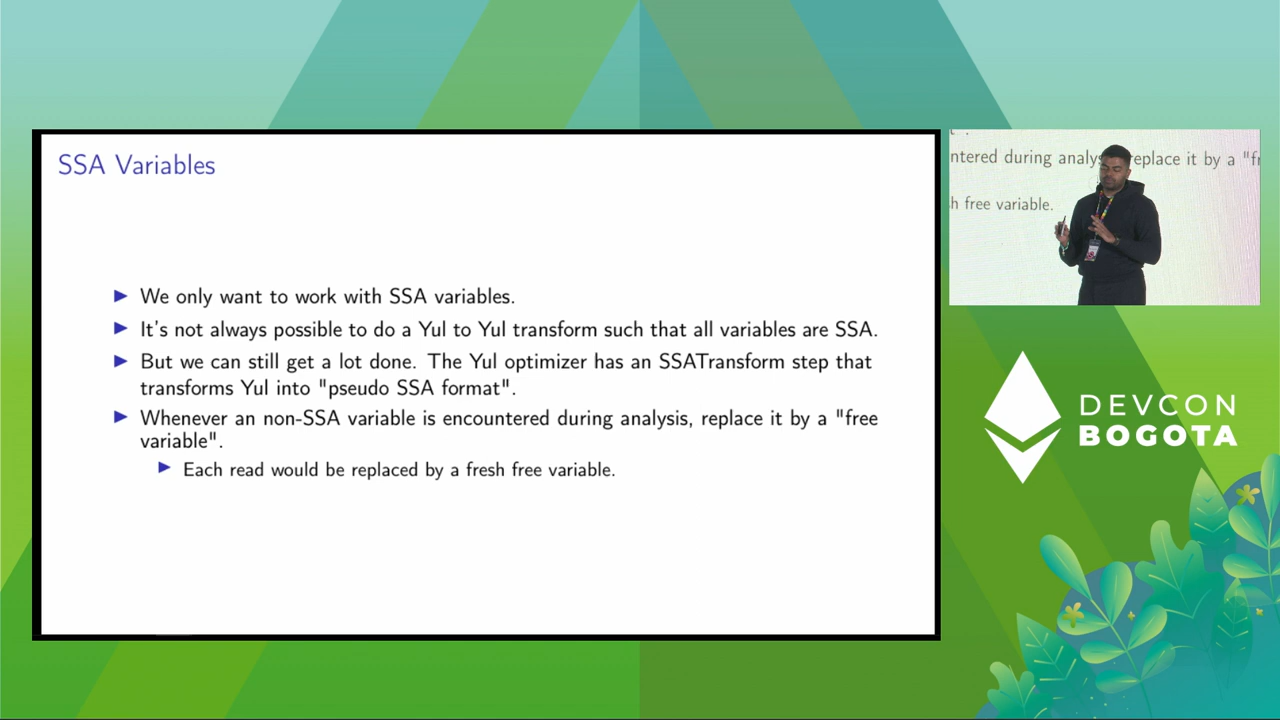 SSA Variables
▶ We only want to work with SSA variables.
▶ It's not always possible to do a Yul to Yul transform such that all variables are SSA.
▶ But we can still get a lot done. The Yul optimizer has an SSATransform step that
transforms Yul into "pseudo SSA format".
▶ Whenever an non-SSA variable is encountered during analysis, replace it by a "free
variable".
▶ Each read would be replaced by a fresh free variable.
ntered during analys replace it by a "fr
h free variable.
DEVCON
BOGOTA